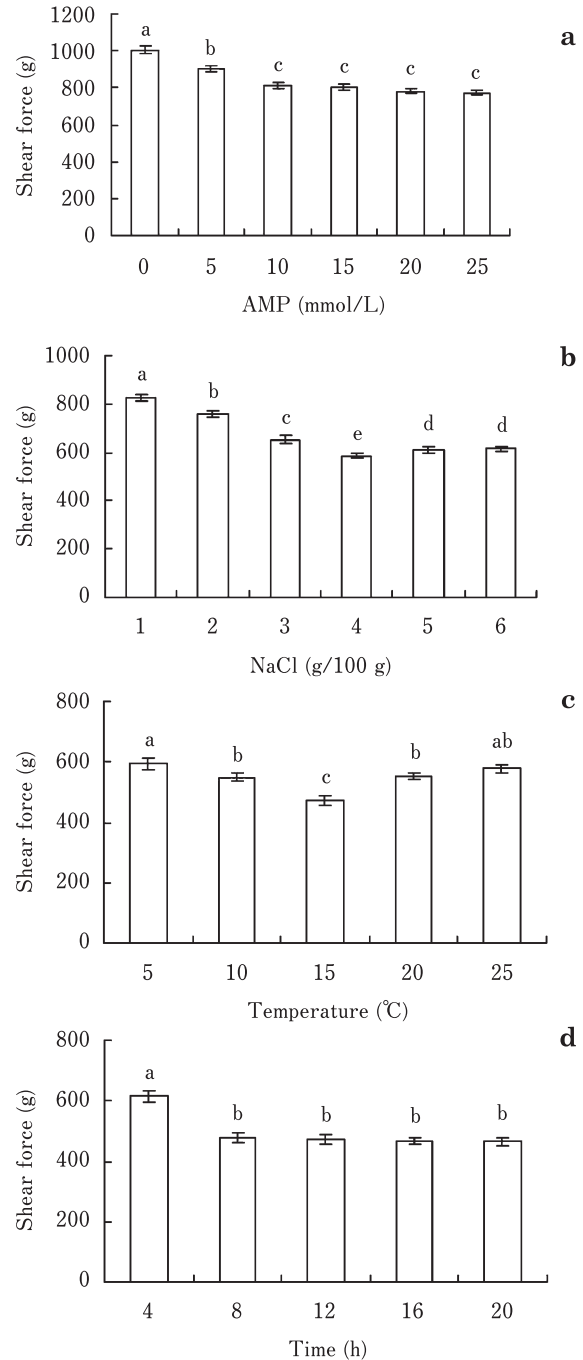 a
Shear force (g)
1200
1000
800
600
400
200
0
a b c c c c
0 5 10 15 20 25
AMP (mmol/L)
b
Shear force (g)
1000
800
600
400
200
0
a b c e d d
1 2 3 4 5 6
NaCl (g/100 g)
c
Shear force (g)
800
600
400
200
0
a b c b ab
5 10 15 20 25
Temperature (℃)
d
Shear force (g)
800
600
400
200
0
a b b b b
4 8 12 16 20
Time (h)